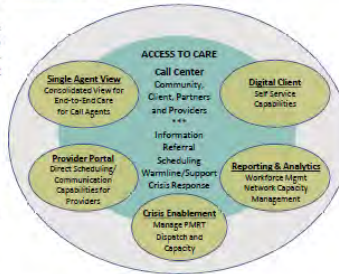 ACCESS TO CARE
Call Center
Community,
Client, Partners
and Providers
***
Information
Referral
Scheduling
Warmline/Support
Crisis Response
Single Agent View
Consolidated View for
End-to-End Care
for Call Agents
Digital Client
Self Service
Capabilities
Provider Portal
Direct Scheduling/
Communication
Capabilities for
Providers
Reporting & Analytics
Workforce Mgmt
Network Capacity
Management
Crisis Enablement
Manage PMRT
Dispatch and
Capacity